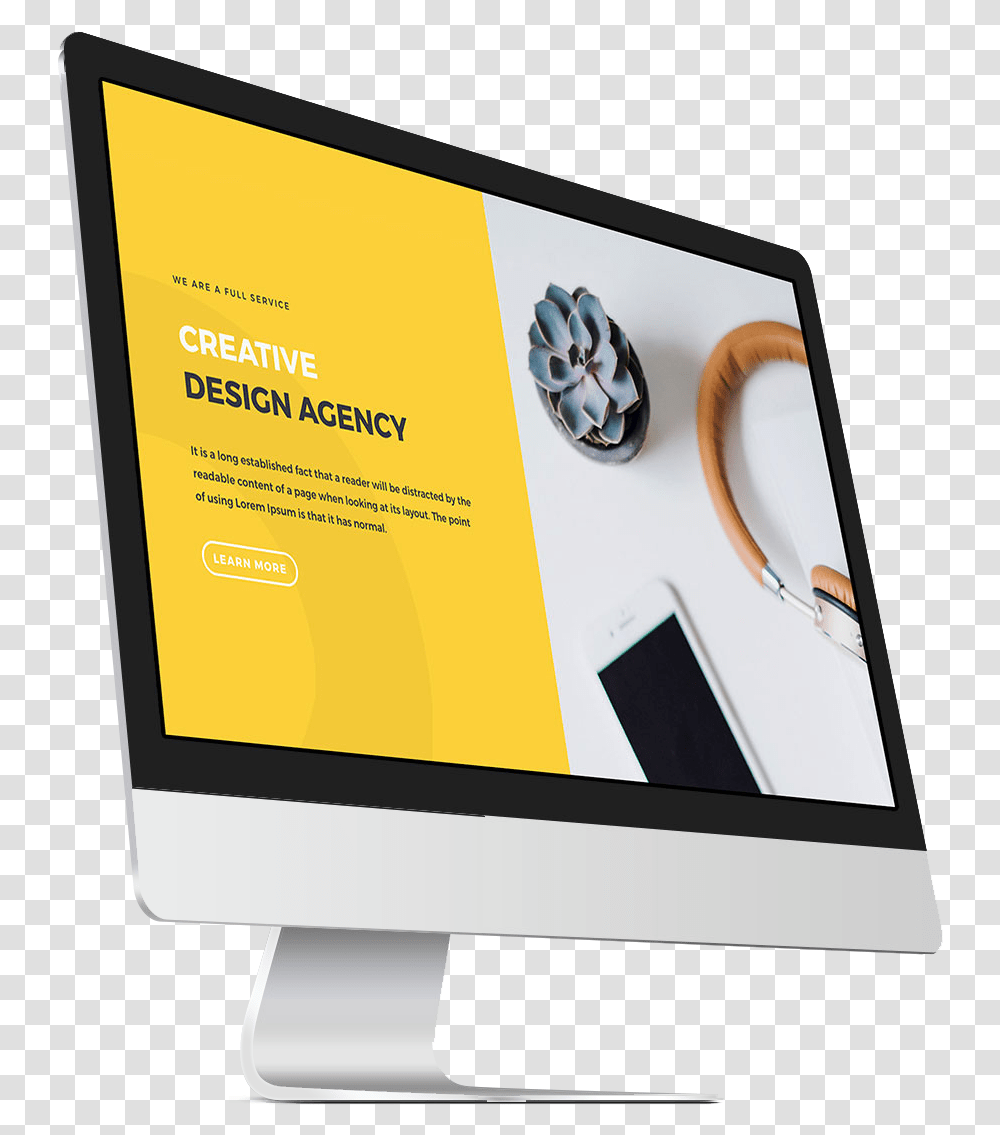 WE ARE A FULL SERVICE
CREATIVE
DESIGN AGENCY
It is a long established fact that a reader will be distracted by the
readable content of a page when looking at its layout. The point
of using Lorem Ipsum is that it has normal.
LEARN MORE